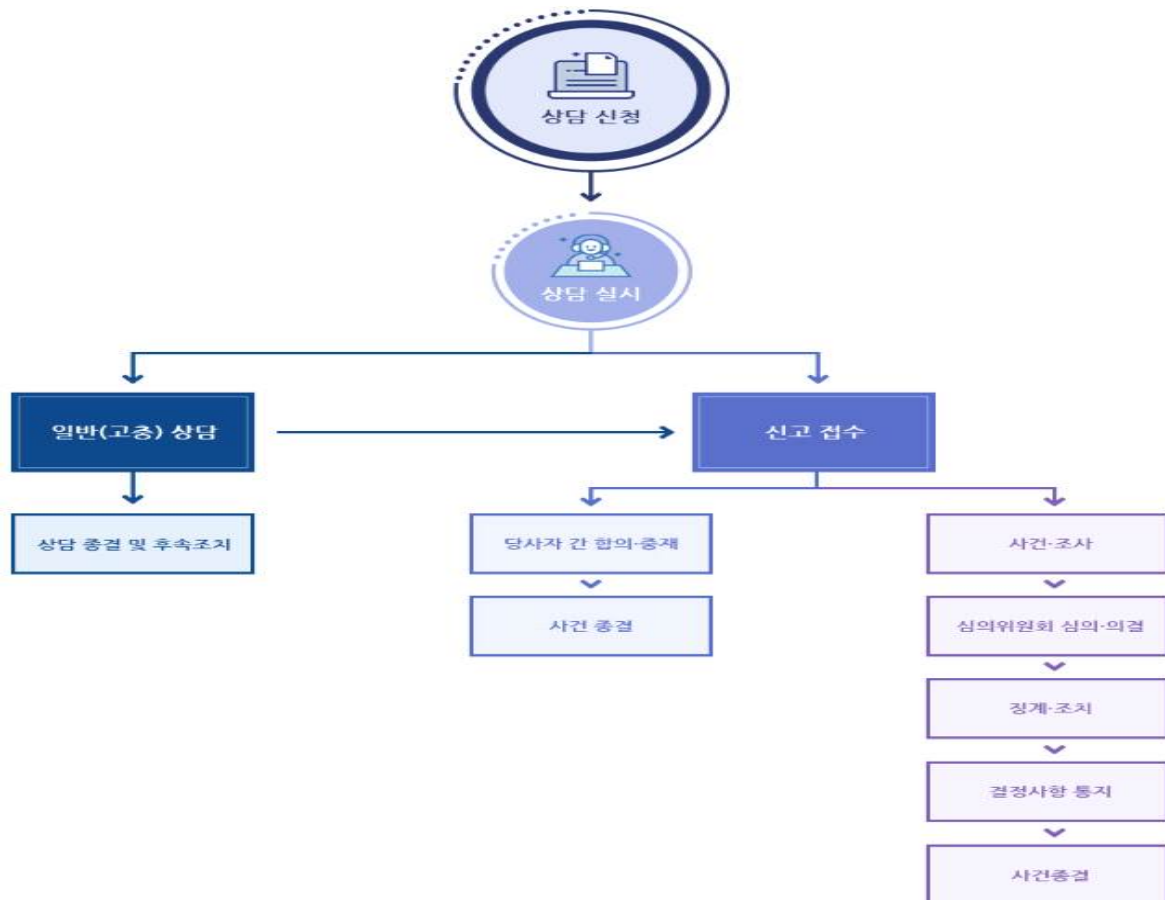 상담 신청
상담 실시
일반(고충) 상담
신고 접수
상담 종결 및 후속조치
당사자 간 합의·중재
사건·조사
사건 종결
심의위원회 심의·의결
징계·조치
결정사항 통지
사건종결